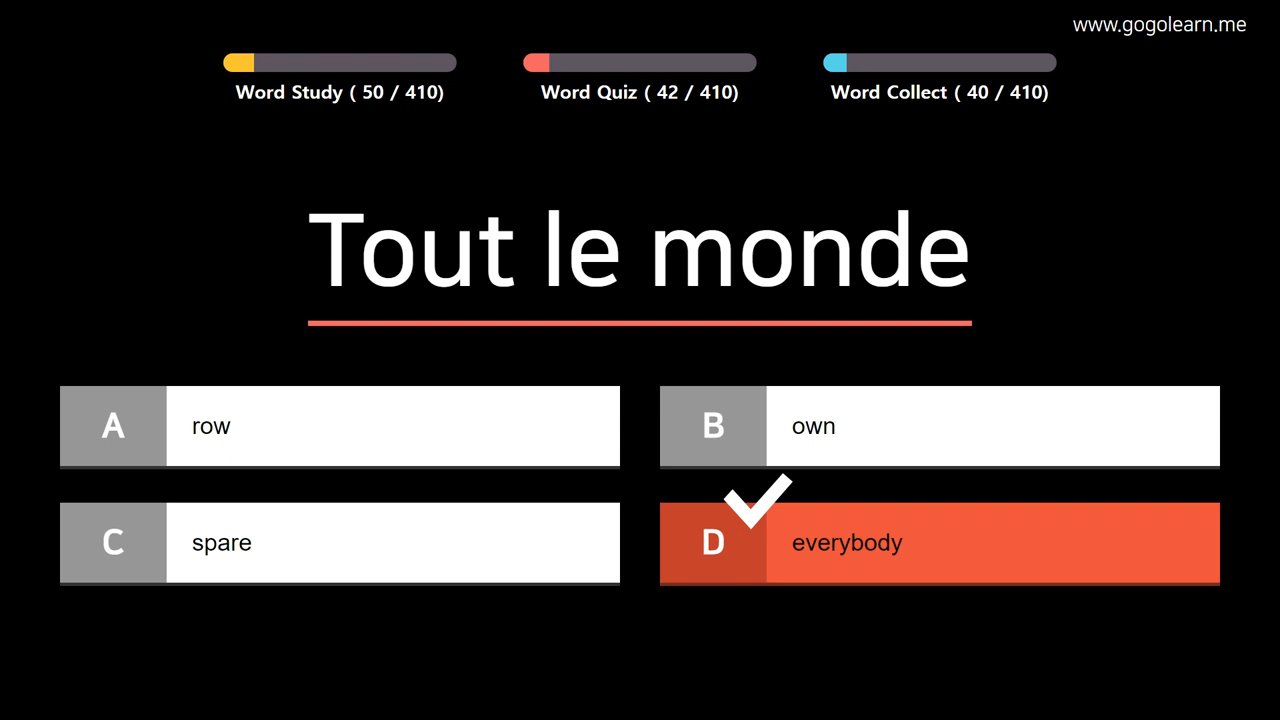 www.gogolearn.me
Word Study ( 50 / 410)
Word Quiz ( 42 / 410)
Word Collect ( 40 / 410)
Tout le monde
A row
B own
C spare
D everybody